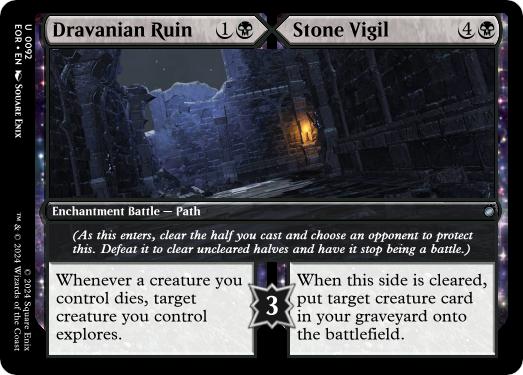 Dravanian Ruin 1
Stone Vigil 4
Enchantment Battle — Path
(As this enters, clear the half you cast and choose an opponent to protect
this. Defeat it to clear uncleared halves and have it stop being a battle.)
Whenever a creature you
control dies, target
creature you control
explores.
3
When this side is cleared,
put target creature card
in your graveyard onto
the battlefield.
U 0092
EOR • EN SQUARE ENIX
™ & © 2024 Wizards of the Coast
© 2024 Square Enix